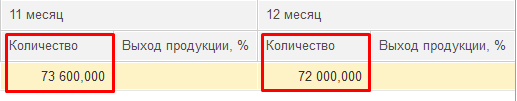 11 месяц 12 месяц
Количество Выход продукции, % Количество Выход продукции, %
73 600,000 72 000,000